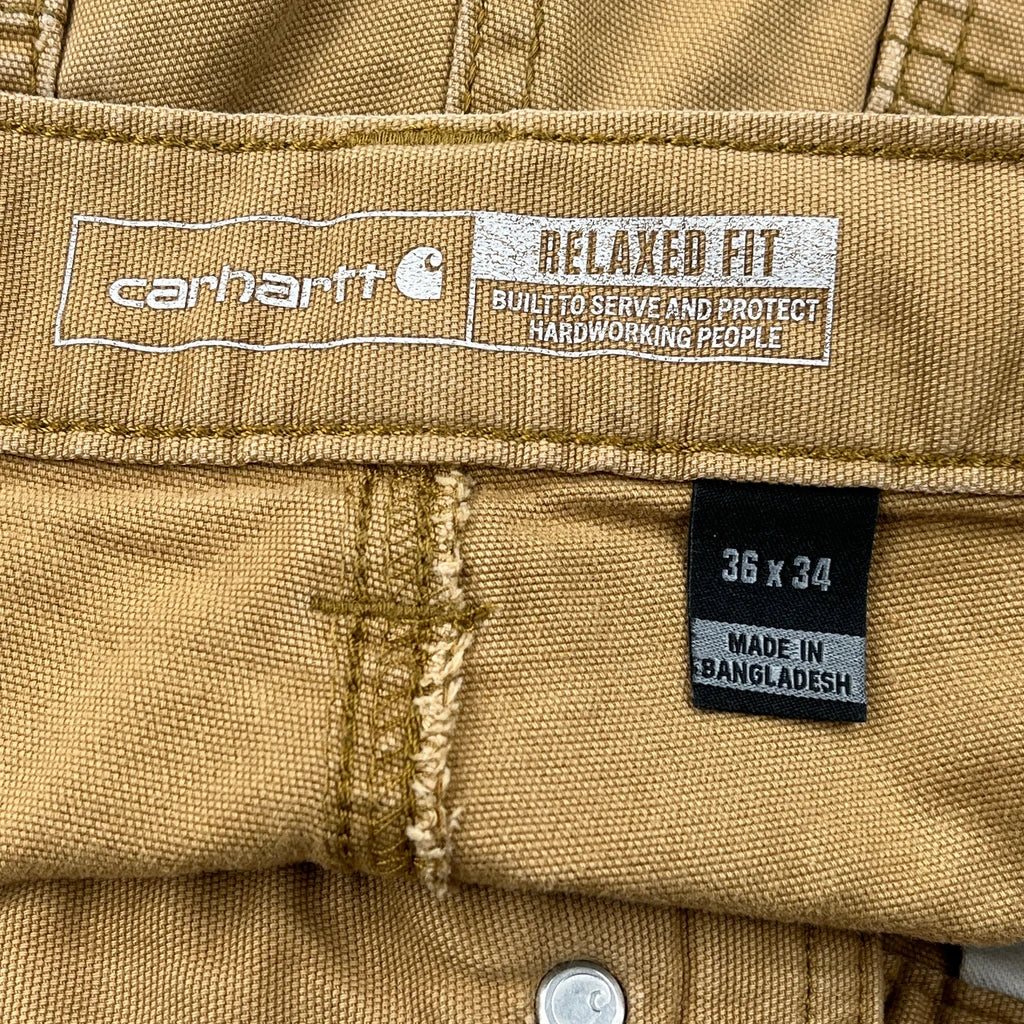 carhartt
RELAXED FIT
BUILT TO SERVE AND PROTECT
HARDWORKING PEOPLE
36 x 34
MADE IN
BANGLADESH